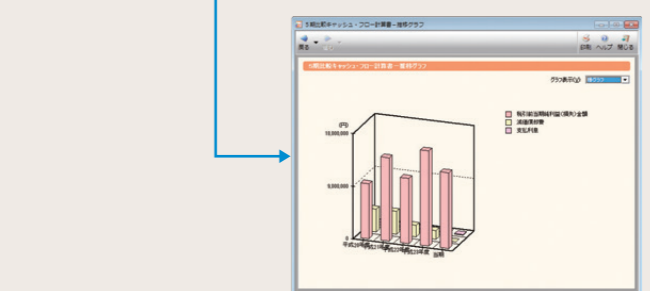 5期比較キャッシュ・フロー計算書－推移グラフ
戻る
印刷 ヘルプ 閉じる
5期比較キャッシュ・フロー計算書－推移グラフ
グラフ表示(V) 棒グラフ
(円)
税引前当期純利益(損失)金額
減価償却費
支払利息
10,000,000
5,000,000
0
当期